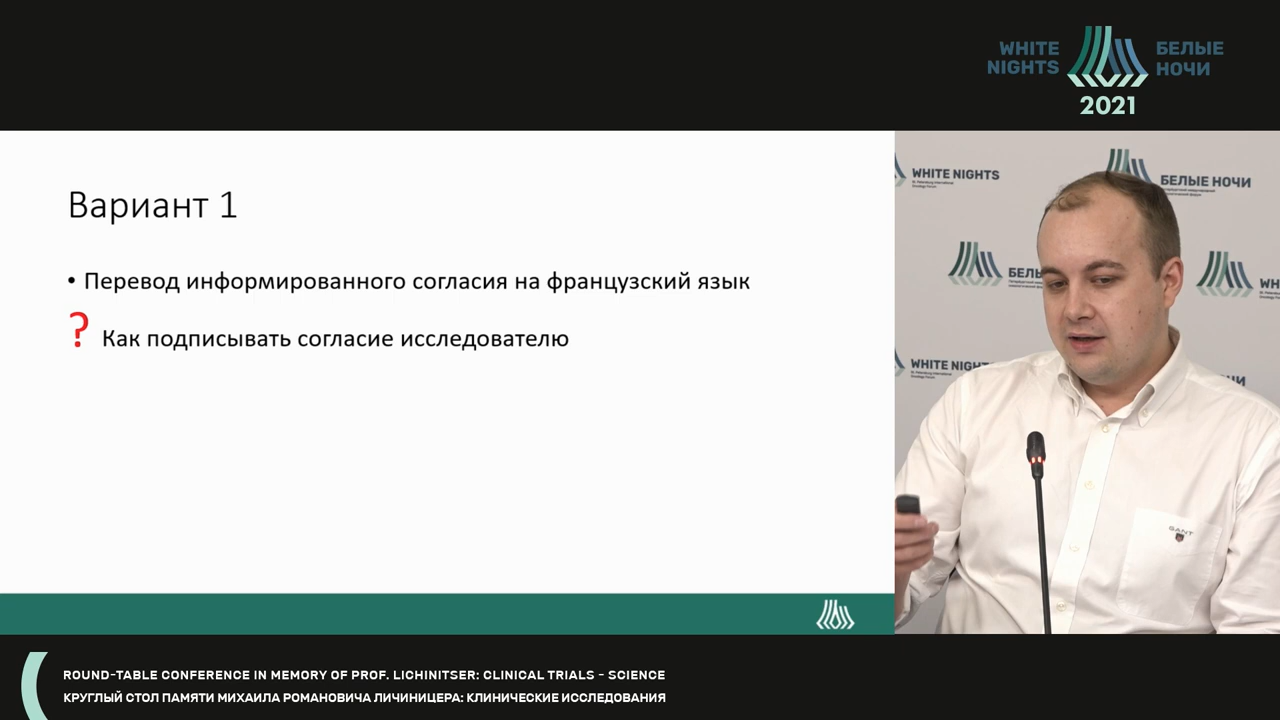 WHITE
NIGHTS
БЕЛЫЕ
НОЧИ
2021
Вариант 1
• Перевод информированного согласия на французский язык
? Как подписывать согласие исследователю
WHITE NIGHTS
БЕЛЫЕ НОЧИ
WHITE NIGHTS
GANT
ROUND-TABLE CONFERENCE IN MEMORY OF PROF. LICHINITSER: CLINICAL TRIALS - SCIENCE
КРУГЛЫЙ СТОЛ ПАМЯТИ МИХАИЛА РОМАНОВИЧА ЛИЧИНИЦЕРА: КЛИНИЧЕСКИЕ ИССЛЕДОВАНИЯ